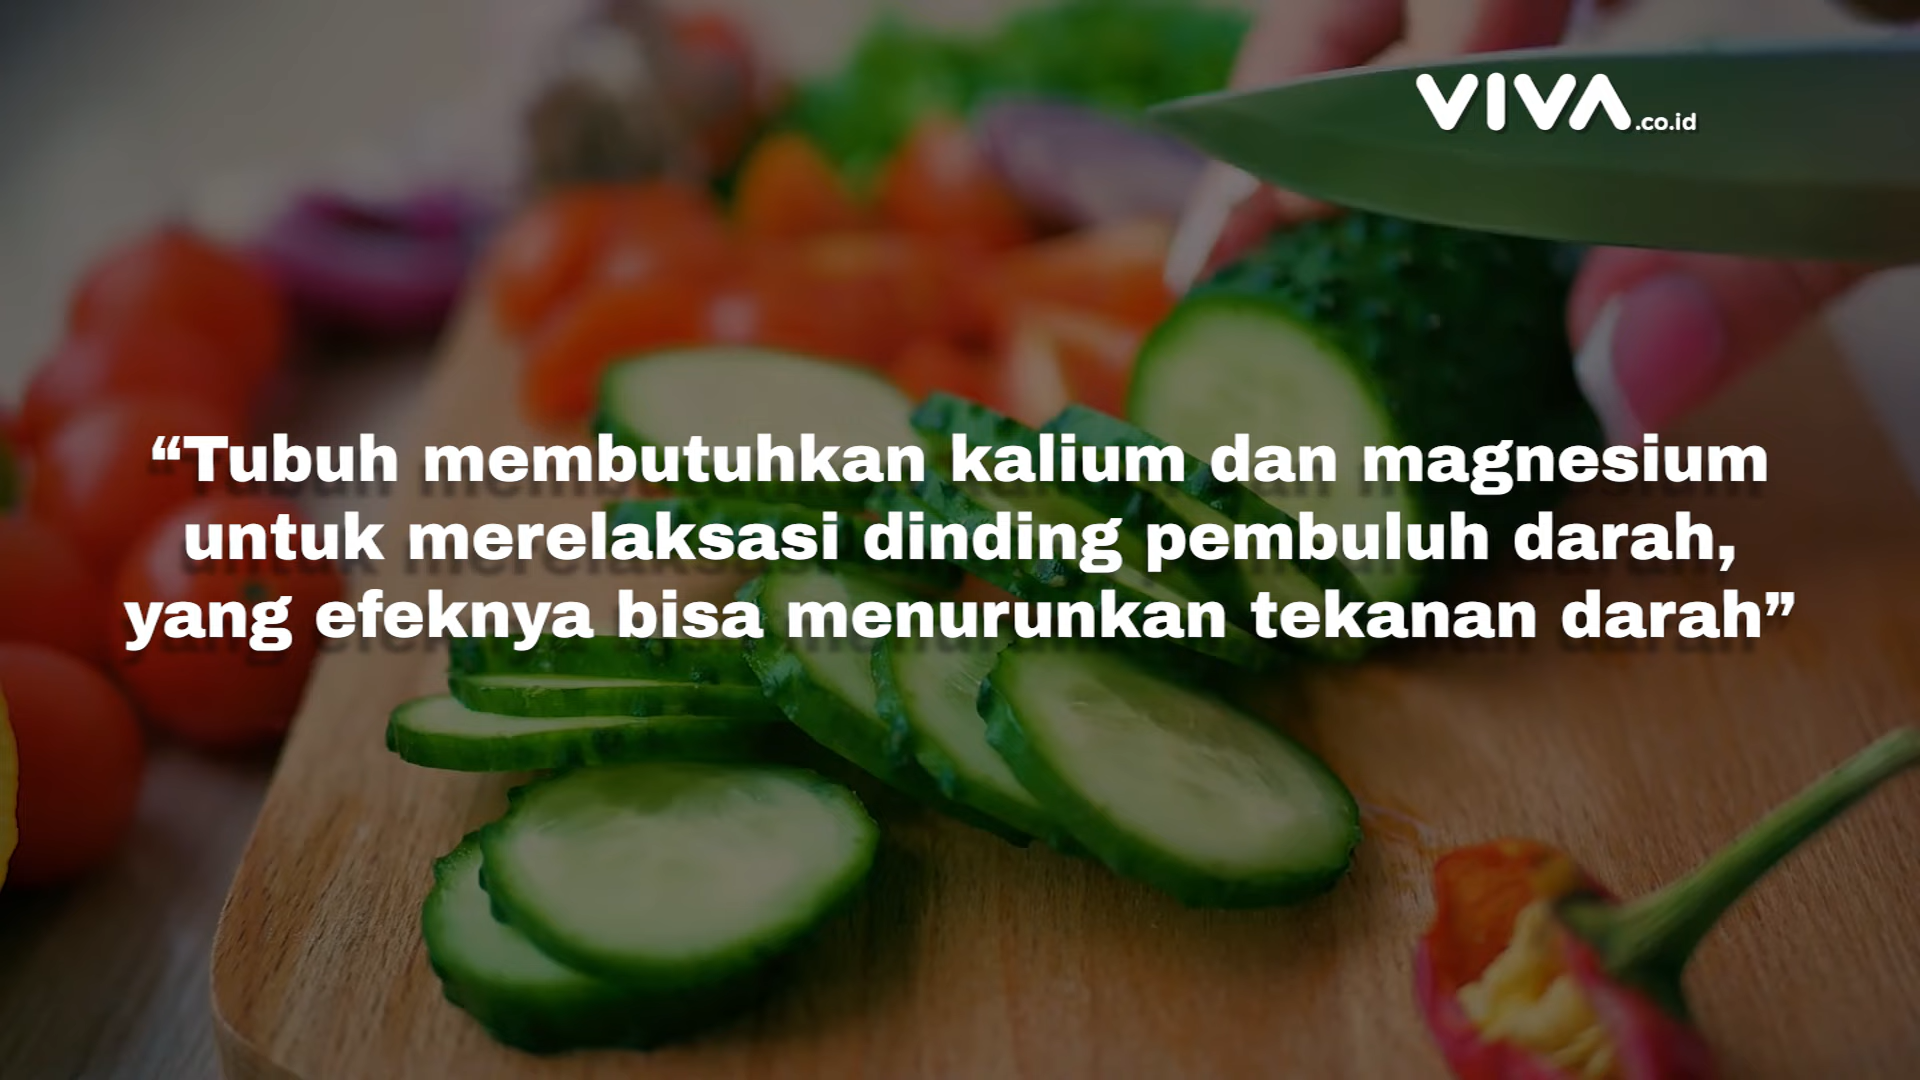 VIVA.co.id
“Tubuh membutuhkan kalium dan magnesium
untuk merelaksasi dinding pembuluh darah,
yang efeknya bisa menurunkan tekanan darah”